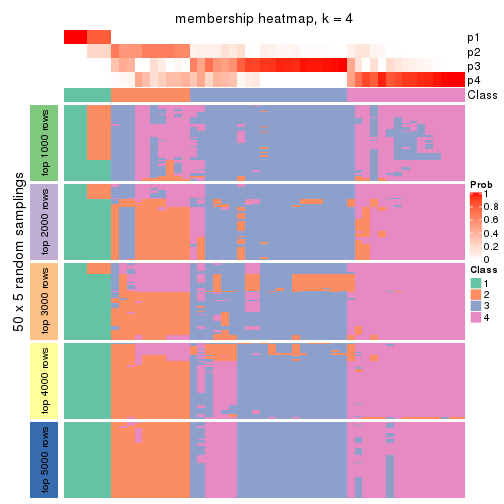 membership heatmap, k = 4
p1
p2
p3
p4
Class
50 x 5 random samplings
top 1000 rows
top 2000 rows
top 3000 rows
top 4000 rows
top 5000 rows
Prob
1
0.8
0.6
0.4
0.2
0
Class
1
2
3
4